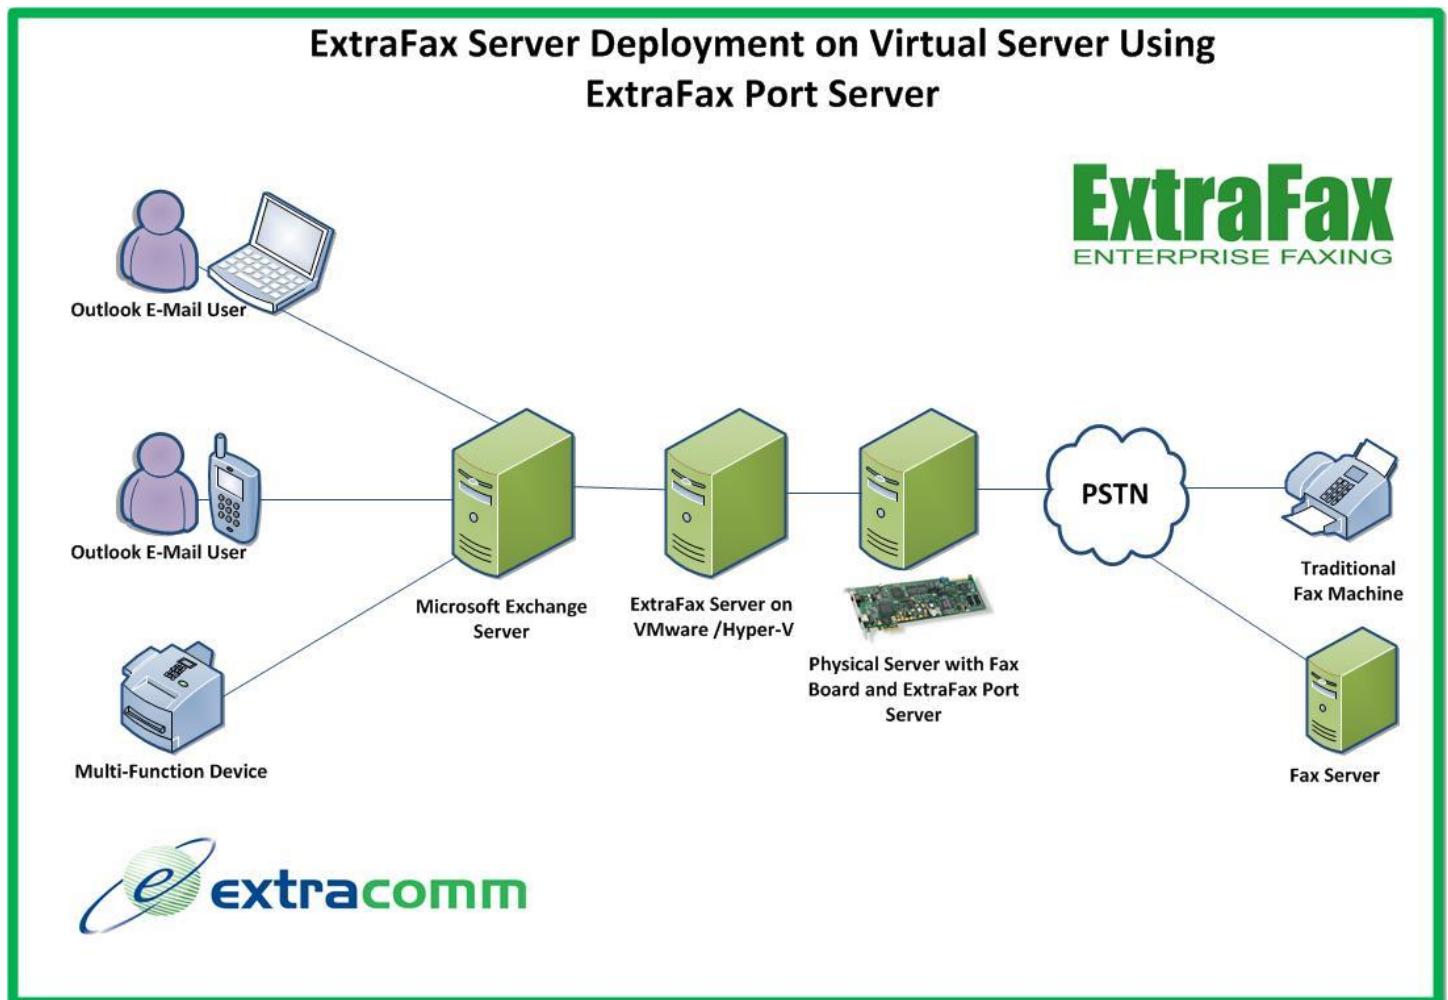 ExtraFax Server Deployment on Virtual Server Using
ExtraFax Port Server
ExtraFax
ENTERPRISE FAXING
Outlook E-Mail User
Outlook E-Mail User
Multi-Function Device
Microsoft Exchange
Server
ExtraFax Server on
VMware /Hyper-V
Physical Server with Fax
Board and ExtraFax Port
Server
PSTN
Traditional
Fax Machine
Fax Server
e extracomm